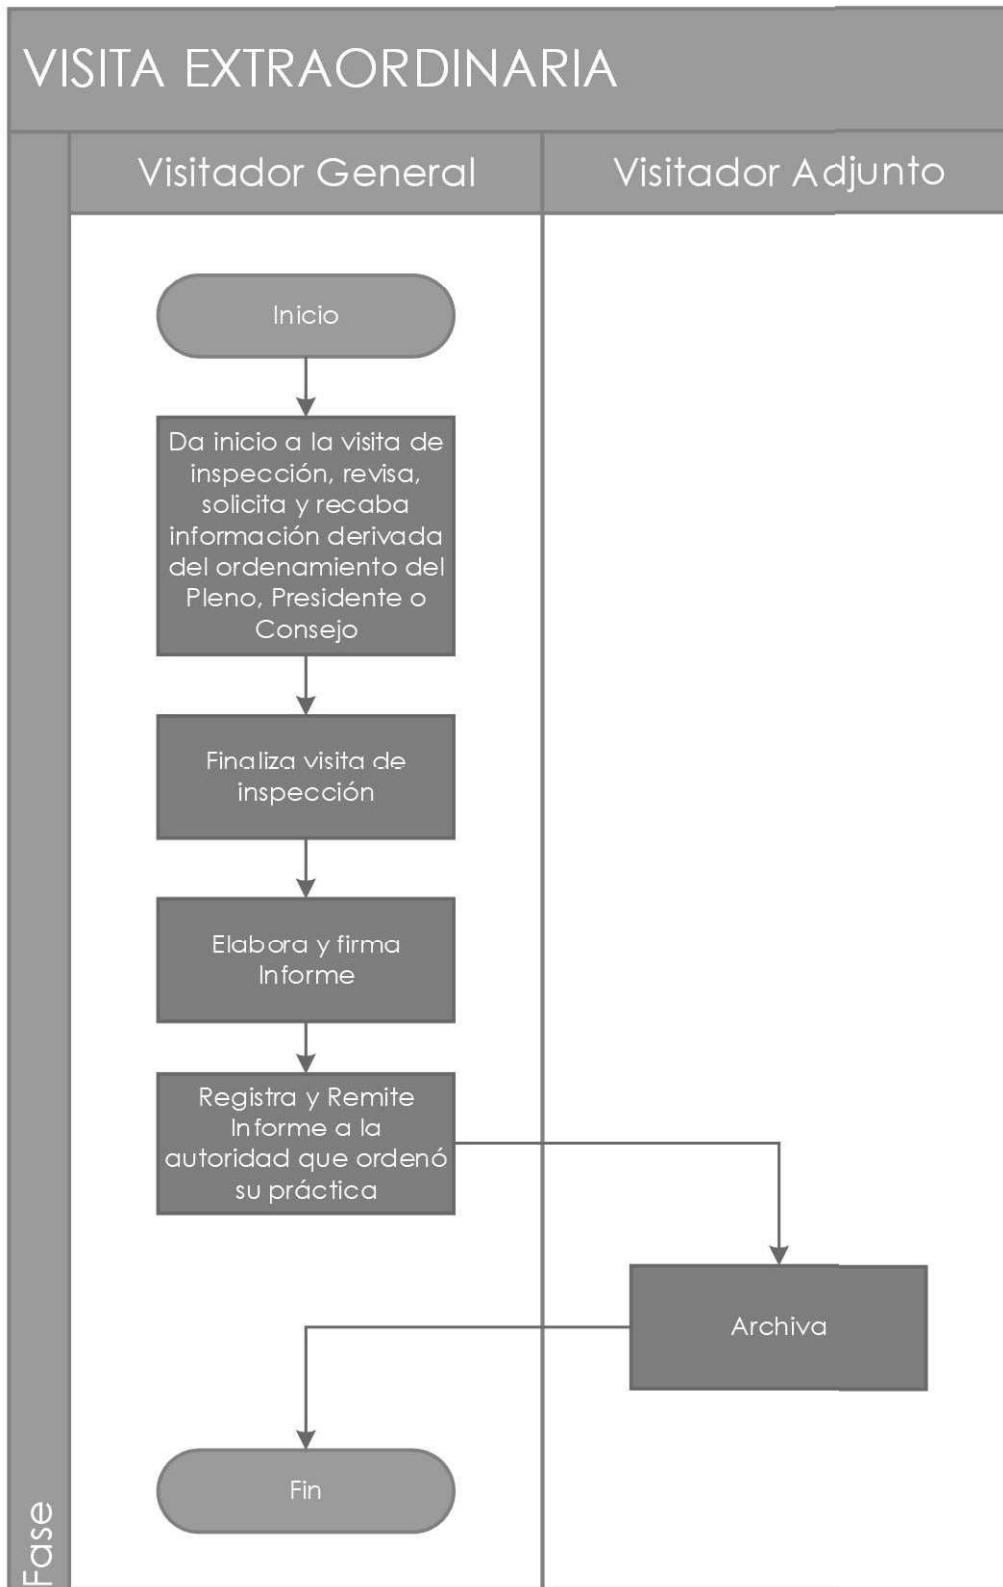 VISITA EXTRAORDINARIA
Visitador General
Visitador Adjunto
Inicio
Da inicio a la visita de
inspección, revisa,
solicita y recaba
información derivada
del ordenamiento del
Pleno, Presidente o
Consejo
Finaliza visita de
inspección
Elabora y firma
Informe
Registra y Remite
Informe a la
autoridad que ordenó
su práctica
Archiva
Fin
Fase